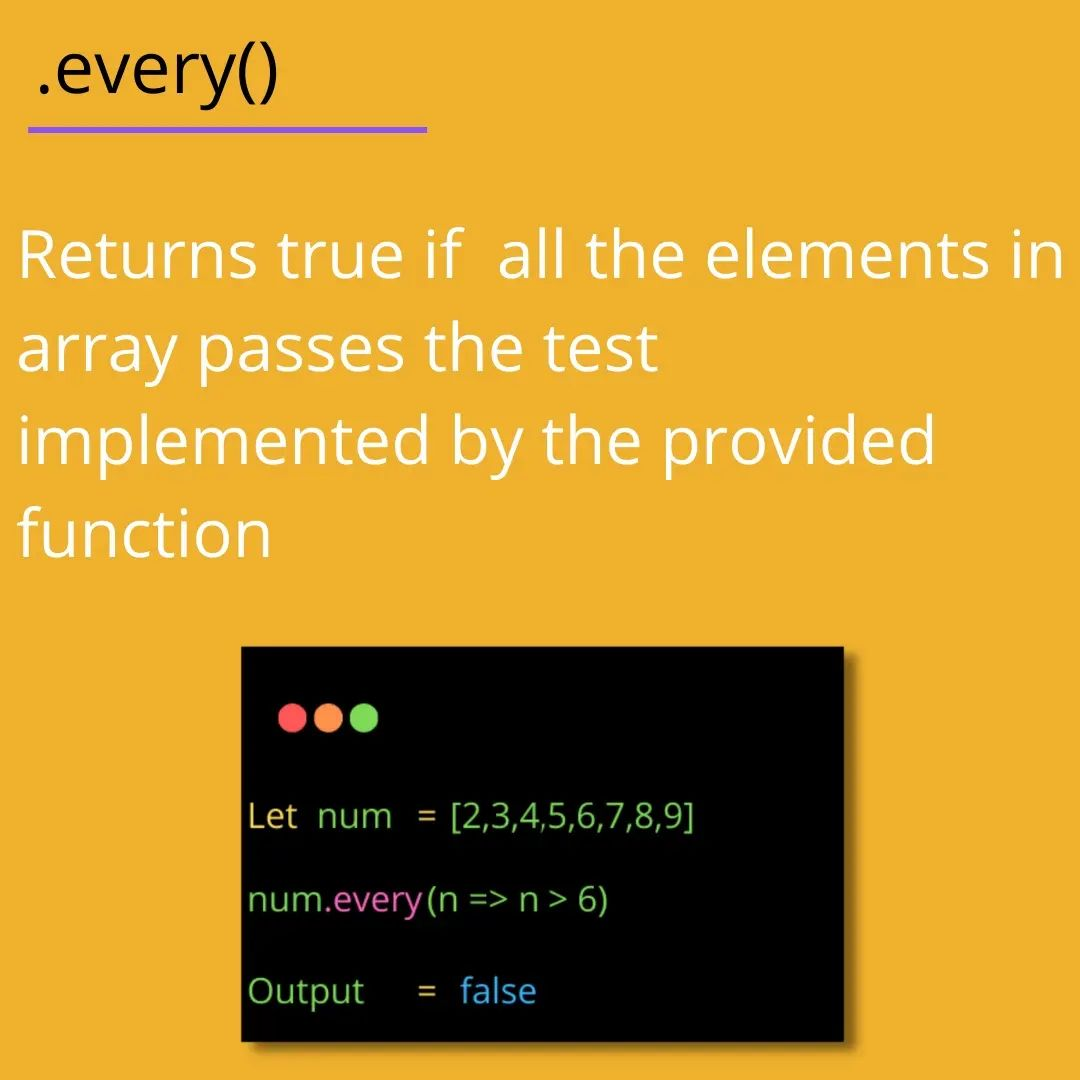 .every()
Returns true if all the elements in
array passes the test
implemented by the provided
function
Let num = [2,3,4,5,6,7,8,9]
num.every(n => n > 6)
Output = false